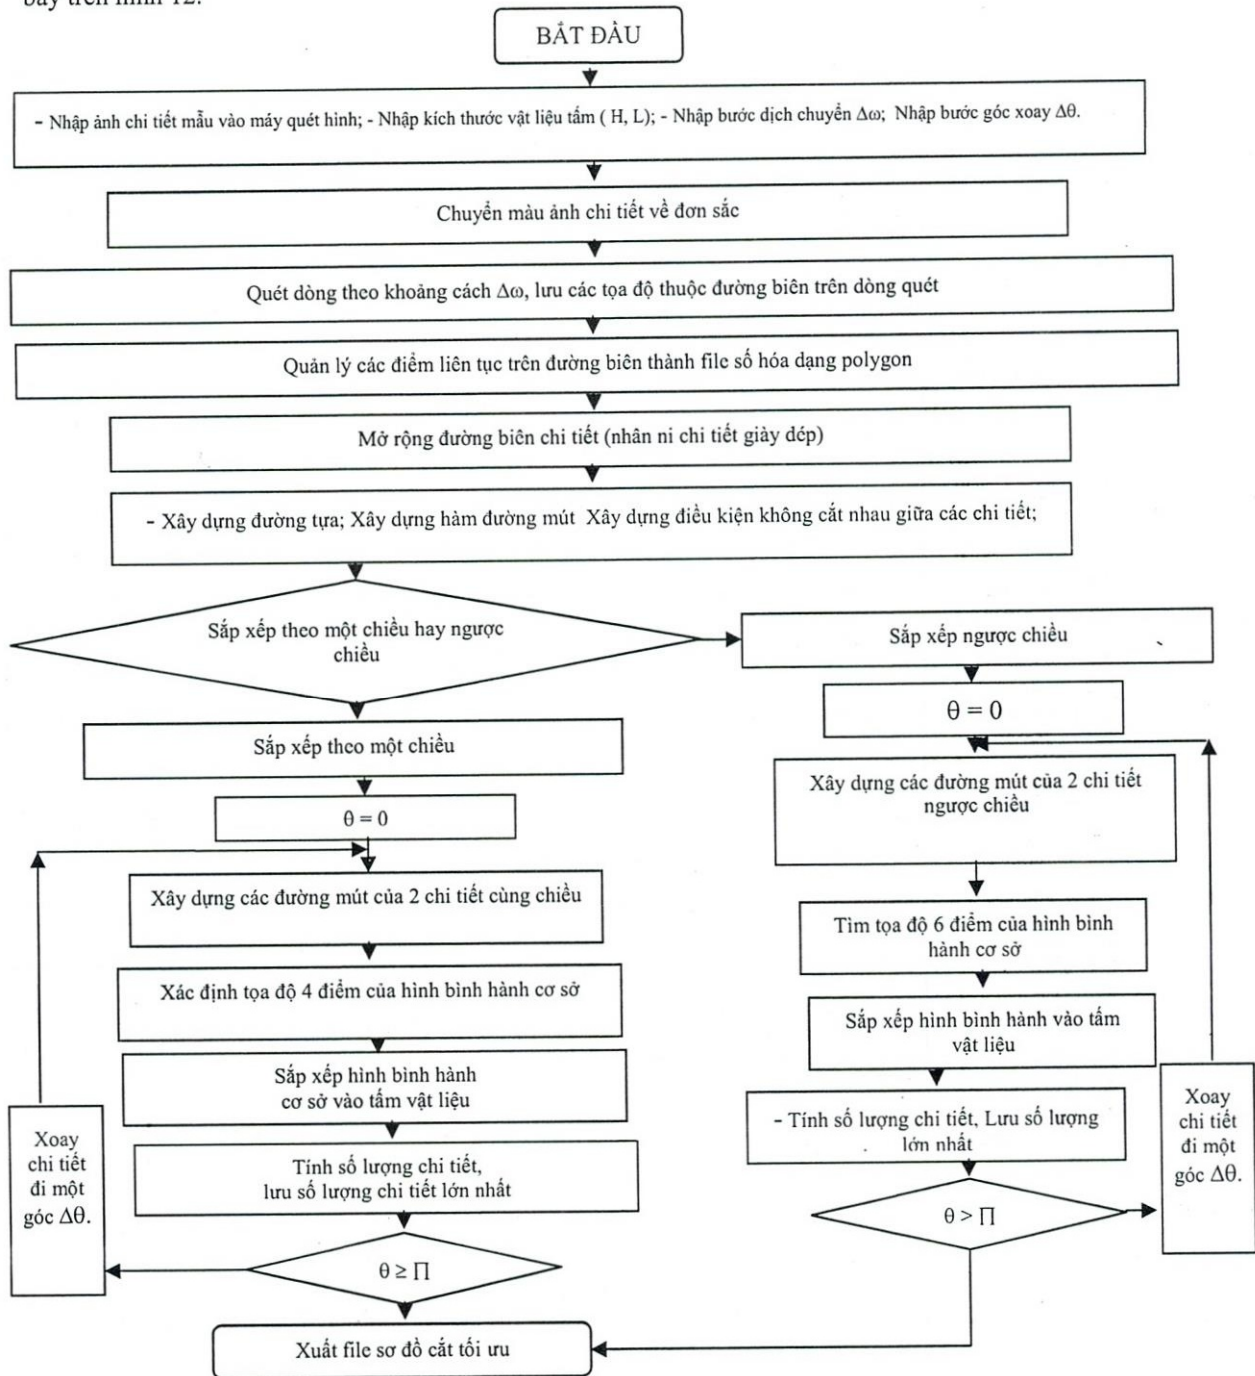 bày trên hình 12.
BẮT ĐẦU
- Nhập ảnh chi tiết mẫu vào máy quét hình; - Nhập kích thước vật liệu tấm ( H, L); - Nhập bước dịch chuyển Δω; Nhập bước góc xoay Δθ.
Chuyển màu ảnh chi tiết về đơn sắc
Quét dòng theo khoảng cách Δω, lưu các tọa độ thuộc đường biên trên dòng quét
Quản lý các điểm liên tục trên đường biên thành file số hóa dạng polygon
Mở rộng đường biên chi tiết (nhân ni chi tiết giày dép)
- Xây dựng đường tựa; Xây dựng hàm đường mút Xây dựng điều kiện không cắt nhau giữa các chi tiết;
Sắp xếp theo một chiều hay ngược
chiều
Sắp xếp theo một chiều
θ = 0
Xây dựng các đường mút của 2 chi tiết cùng chiều
Xác định tọa độ 4 điểm của hình bình hành cơ sở
Sắp xếp hình bình hành
cơ sở vào tấm vật liệu
Tính số lượng chi tiết,
lưu số lượng chi tiết lớn nhất
Xoay
chi tiết
đi một
góc Δθ.
θ ≥ ∏
Sắp xếp ngược chiều
θ = 0
Xây dựng các đường mút của 2 chi tiết
ngược chiều
Tìm tọa độ 6 điểm của hình bình
hành cơ sở
Sắp xếp hình bình hành vào tấm
vật liệu
- Tính số lượng chi tiết, Lưu số lượng
lớn nhất
Xoay
chi tiết
đi một
góc Δθ.
θ > ∏
Xuất file sơ đồ cắt tối ưu